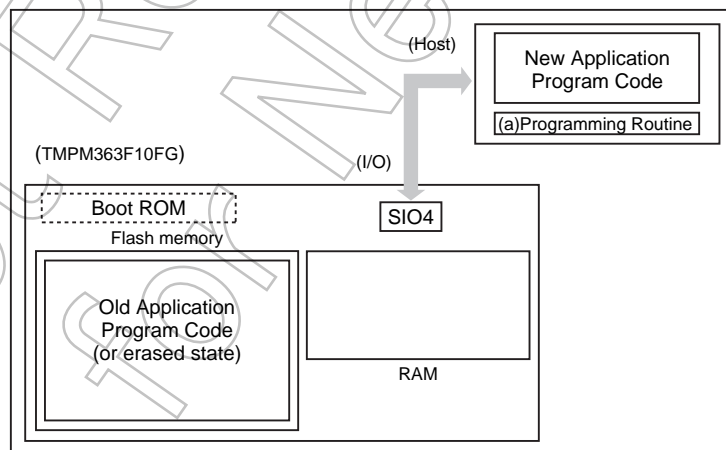 (Host)
New Application
Program Code
(a)Programming Routine
(TMPM363F10FG)
(I/O)
Boot ROM
SIO4
Flash memory
Old Application
Program Code
(or erased state)
RAM